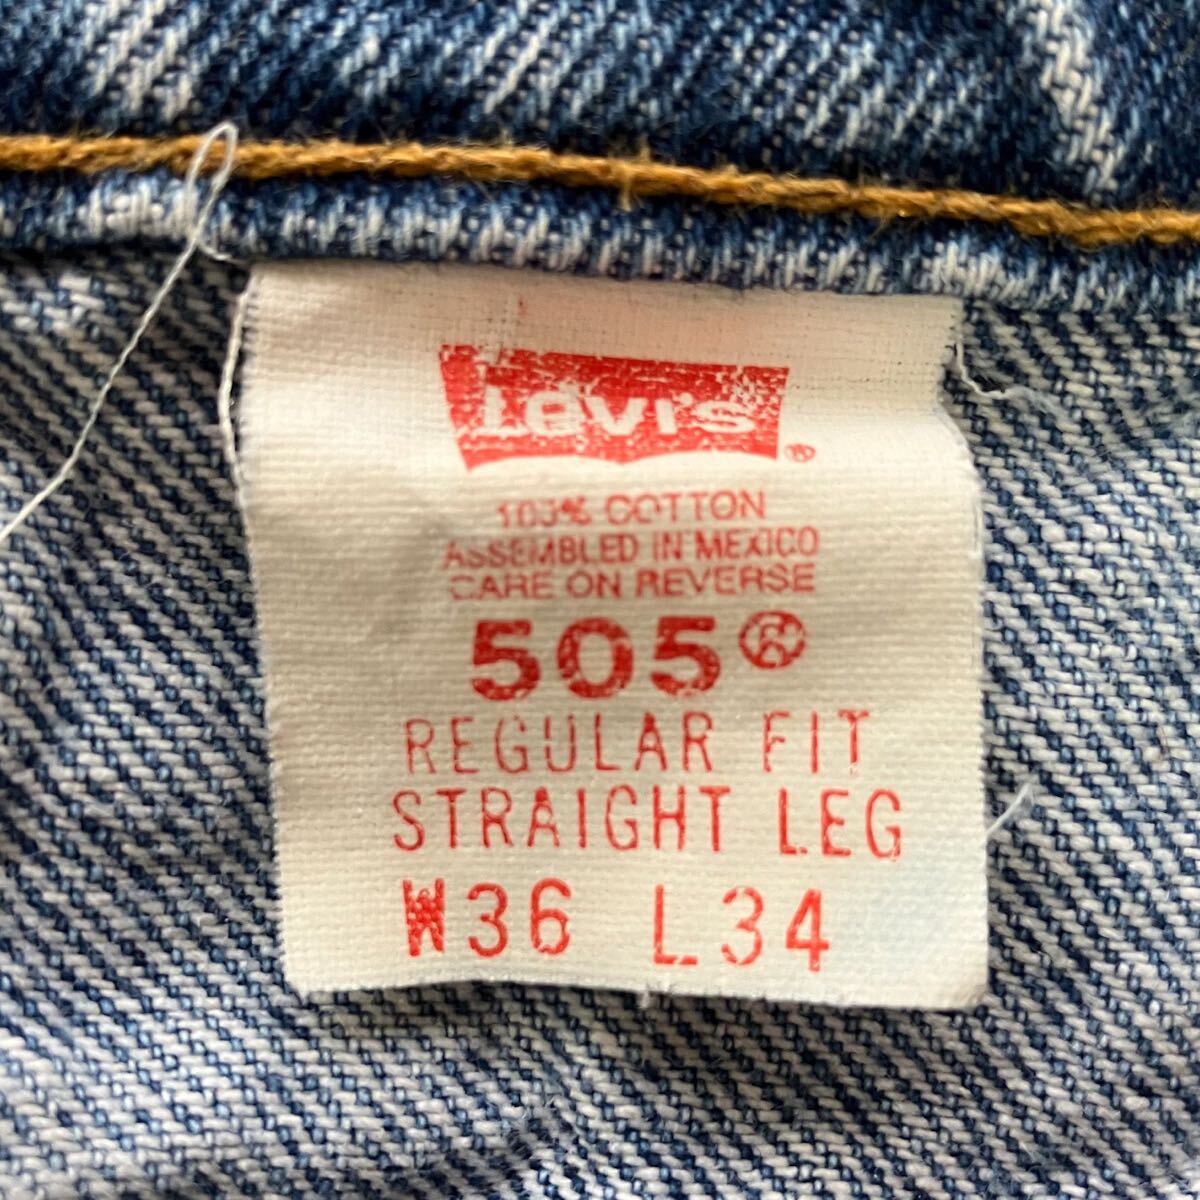 Levi's®
100% COTTON
ASSEMBLED IN MEXICO
CARE ON REVERSE
505®
REGULAR FIT
STRAIGHT LEG
W36 L34